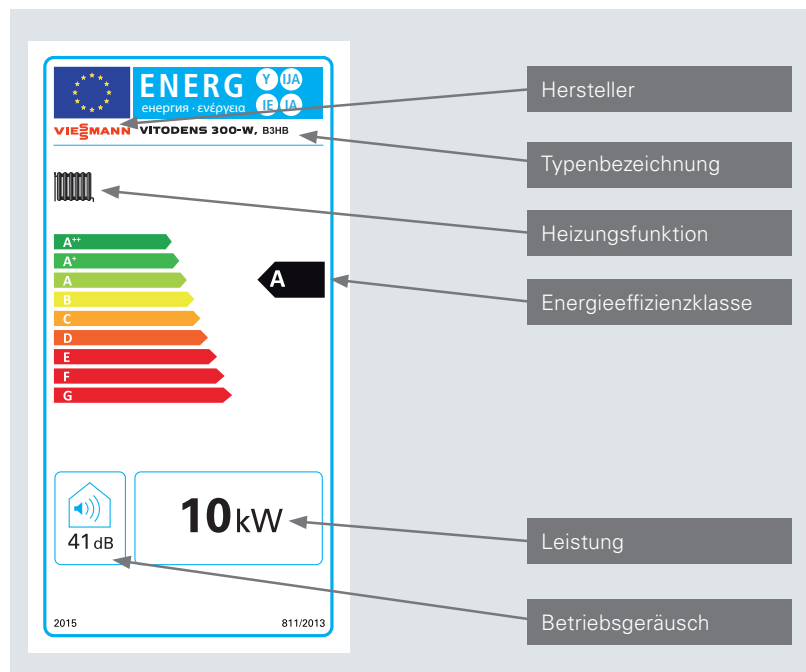 ENERG
Y IJA
енергия · ενέργεια
IE IA
VIESMANN VITODENS 300-W, B3HB
A++
A+
A
B
C
D
E
F
G
A
41 dB
10 kW
2015
811/2013
Hersteller
Typenbezeichnung
Heizungsfunktion
Energieeffizienzklasse
Leistung
Betriebsgeräusch